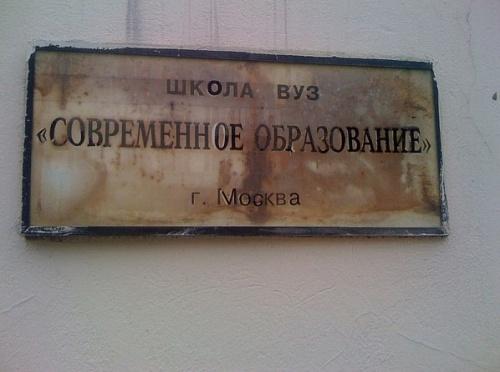 ШКОЛА ВУЗ
«СОВРЕМЕННОЕ ОБРАЗОВАНИЕ»
г. Москва